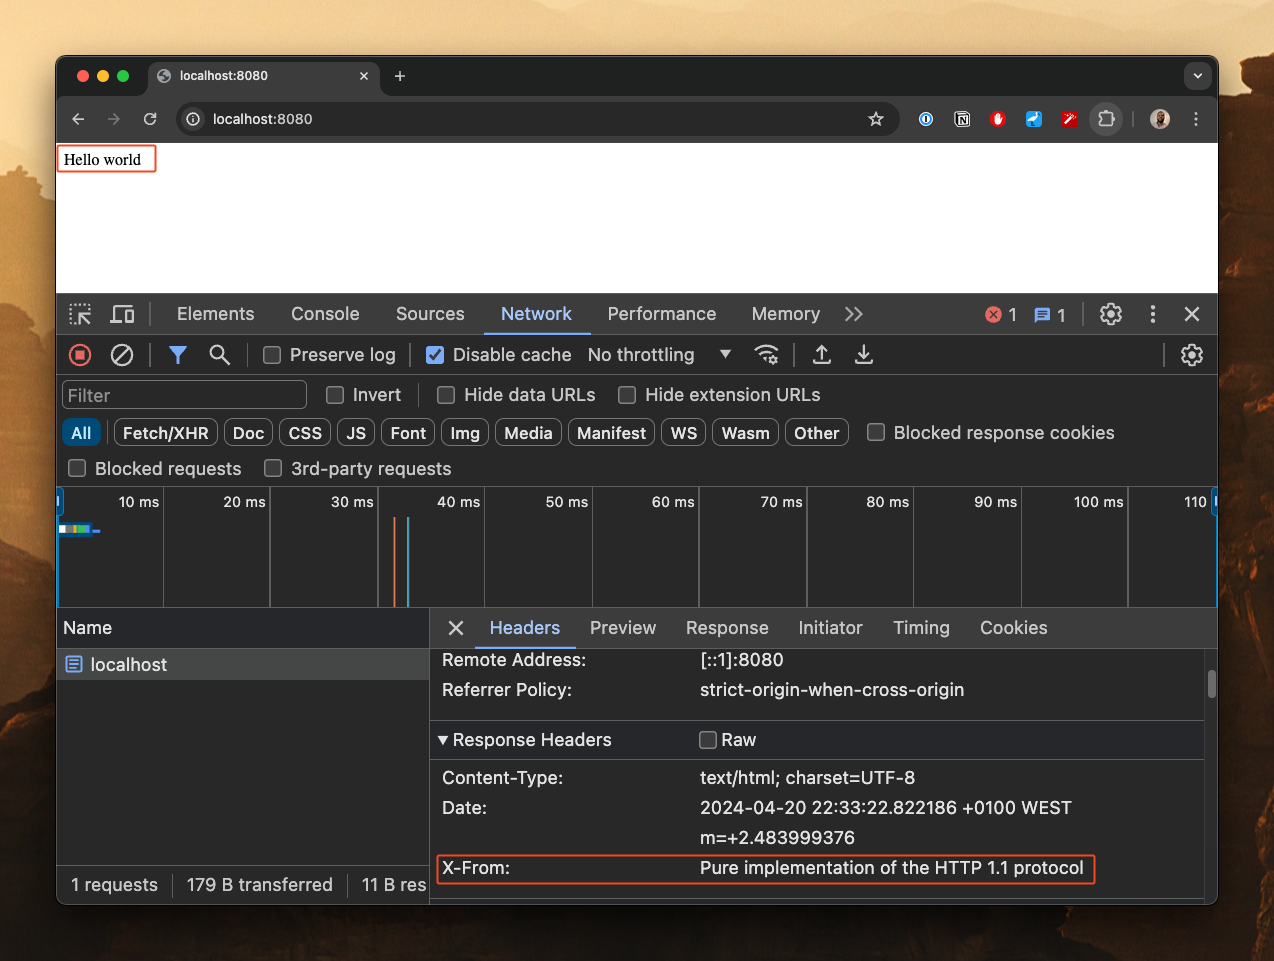 localhost:8080
localhost:8080
Hello world
Elements Console Sources Network Performance Memory 1 1
Preserve log Disable cache No throttling
Filter Invert Hide data URLs Hide extension URLs
All Fetch/XHR Doc CSS JS Font Img Media Manifest WS Wasm Other Blocked response cookies
Blocked requests 3rd-party requests
10 ms 20 ms 30 ms 40 ms 50 ms 60 ms 70 ms 80 ms 90 ms 100 ms 110
Name Headers Preview Response Initiator Timing Cookies
localhost
Remote Address: [::1]:8080
Referrer Policy: strict-origin-when-cross-origin
Response Headers Raw
Content-Type: text/html; charset=UTF-8
Date: 2024-04-20 22:33:22.822186 +0100 WEST
m=+2.483999376
X-From: Pure implementation of the HTTP 1.1 protocol
1 requests 179 B transferred 11 B res